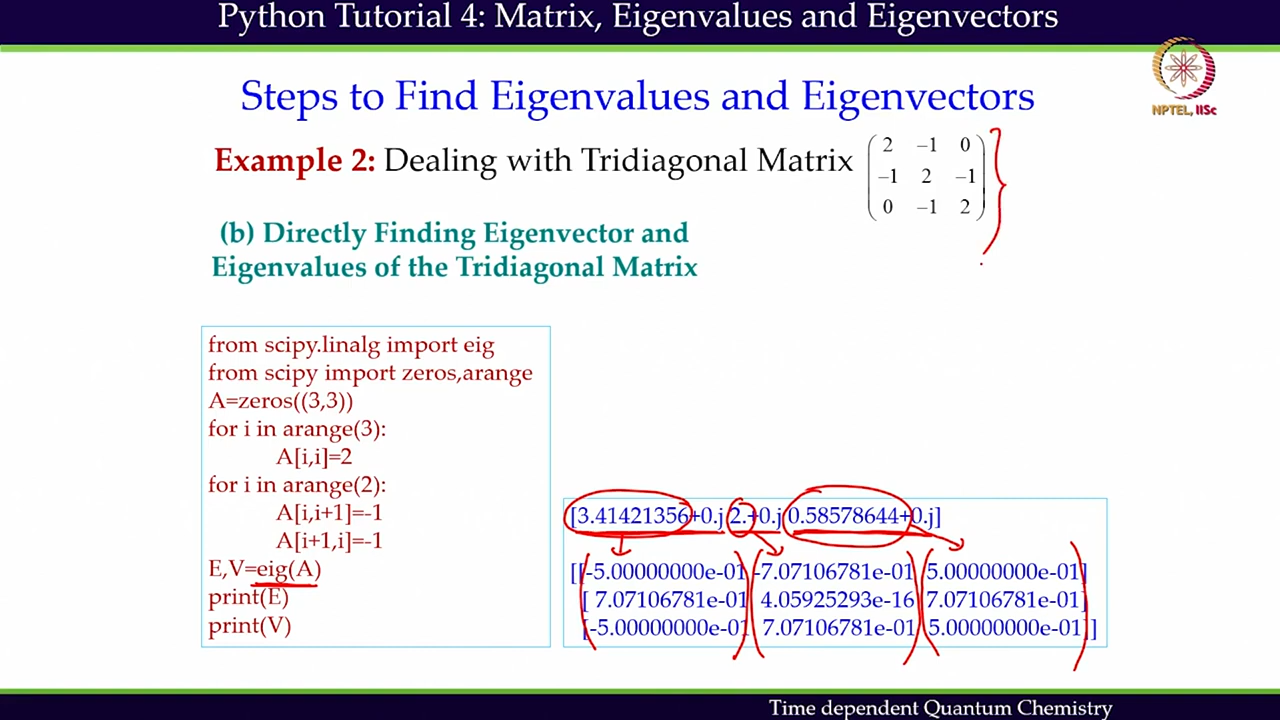 Python Tutorial 4: Matrix, Eigenvalues and Eigenvectors
NPTEL, IISc
Steps to Find Eigenvalues and Eigenvectors
Example 2: Dealing with Tridiagonal Matrix
2 –1 0
–1 2 –1
0 –1 2
(b) Directly Finding Eigenvector and
Eigenvalues of the Tridiagonal Matrix
from scipy.linalg import eig
from scipy import zeros,arange
A=zeros((3,3))
for i in arange(3):
A[i,i]=2
for i in arange(2):
A[i,i+1]=-1
A[i+1,i]=-1
E,V=eig(A)
print(E)
print(V)
[3.41421356+0.j 2.+0.j 0.58578644+0.j]
[[-5.00000000e-01 -7.07106781e-01 5.00000000e-01]
[ 7.07106781e-01 4.05925293e-16 7.07106781e-01]
[-5.00000000e-01 7.07106781e-01 5.00000000e-01]]
Time dependent Quantum Chemistry